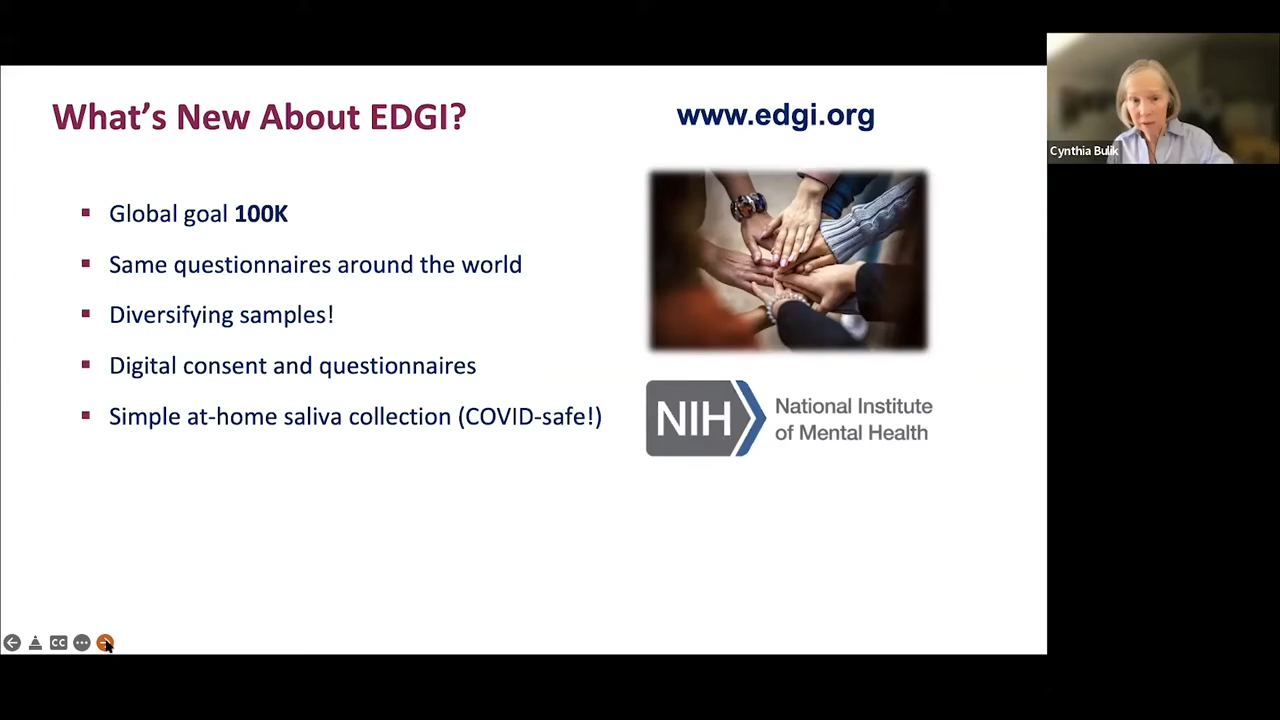 What's New About EDGI?
www.edgi.org
Cynthia Bulik
Global goal 100K
Same questionnaires around the world
Diversifying samples!
Digital consent and questionnaires
Simple at-home saliva collection (COVID-safe!)
NIH
National Institute
of Mental Health
CC